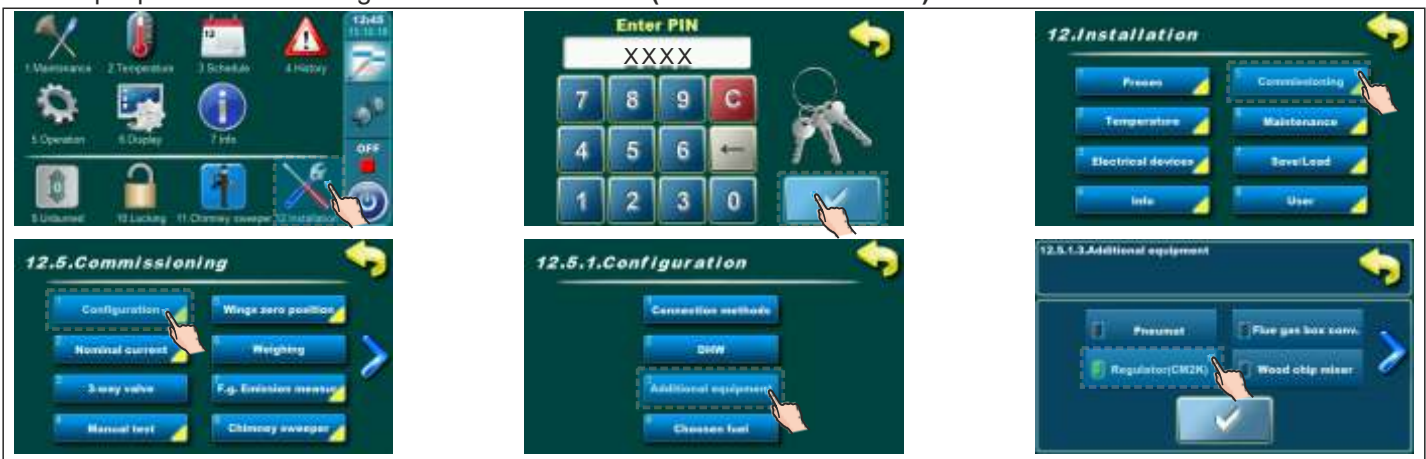 12:45
1.Maintenance 2.Temperature 3.Schedule 4.History
5.Operation 6.Display 7.Info
OFF
9.Unburned 10.Locking 11.Chimney sweeper 12.Installation
Enter PIN
XXXX
7 8 9 C
4 5 6 ←
1 2 3 0
12.Installation
Presets Commissioning
Temperature Maintenance
Electrical devices Save/Load
Info User
12.5.Commissioning
Configuration Wings zero position
Nominal current Weighing
3-way valve F.g. Emission measur
Manual test Chimney sweeper
12.5.1.Configuration
Connection methods
DHW
Additional equipment
Choosen fuel
12.5.1.3.Additional equipment
Pneumat Flue gas box conv.
Regulator(CM2K) Wood chip mixer